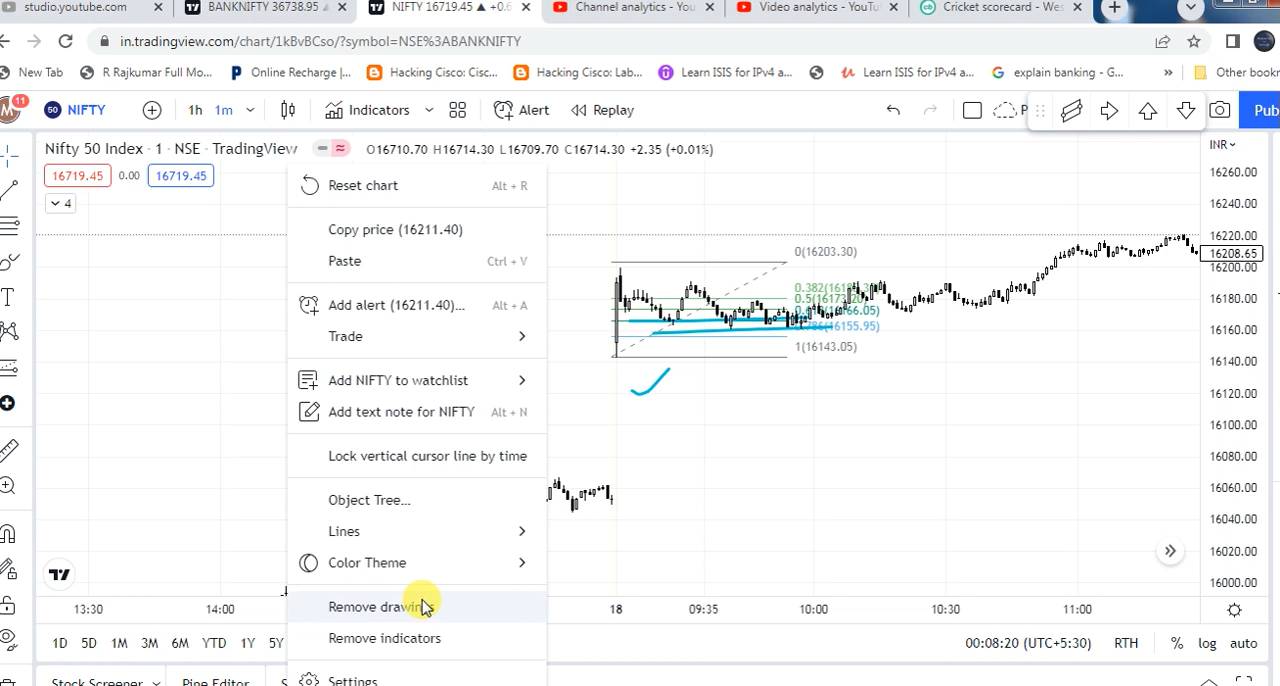 studio.youtube.com
BANKNIFTY 36738.95
NIFTY 16719.45 ▲ +0.6
Channel analytics - You
Video analytics - YouTu
Cricket scorecard - Wes
in.tradingview.com/chart/1kBvBCso/?symbol=NSE%3ABANKNIFTY
New Tab
R Rajkumar Full Mo...
Online Recharge |...
Hacking Cisco: Cisc...
Hacking Cisco: Lab...
Learn ISIS for IPv4 a...
Learn ISIS for IPv4 a...
explain banking - G...
»
Other bookr
M 11
50 NIFTY
1h 1m
Indicators
Alert
Replay
P
Pub
Nifty 50 Index · 1 · NSE · TradingView
O16710.70 H16714.30 L16709.70 C16714.30 +2.35 (+0.01%)
INR
16719.45 0.00 16719.45
4
Reset chart Alt + R
Copy price (16211.40)
Paste Ctrl + V
Add alert (16211.40)... Alt + A
Trade
Add NIFTY to watchlist
Add text note for NIFTY Alt + N
Lock vertical cursor line by time
Object Tree...
Lines
Color Theme
Remove drawings
Remove indicators
Settings
0(16203.30)
1(16143.05)
16260.00
16240.00
16220.00
16208.65
16200.00
16180.00
16160.00
16140.00
16120.00
16100.00
16080.00
16060.00
16040.00
16020.00
16000.00
13:30 14:00 18 09:35 10:00 10:30 11:00
1D 5D 1M 3M 6M YTD 1Y 5Y
00:08:20 (UTC+5:30) RTH % log auto
Stock Screener Pine Editor